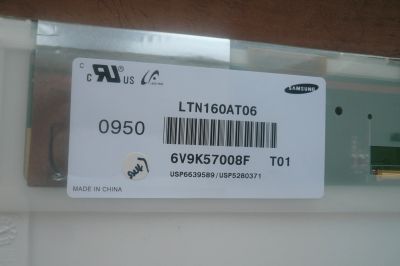 c
US
SAMSUNG
LTN160AT06
0950
6V9K57008F T01
USP6639589/USP5280371
MADE IN CHINA